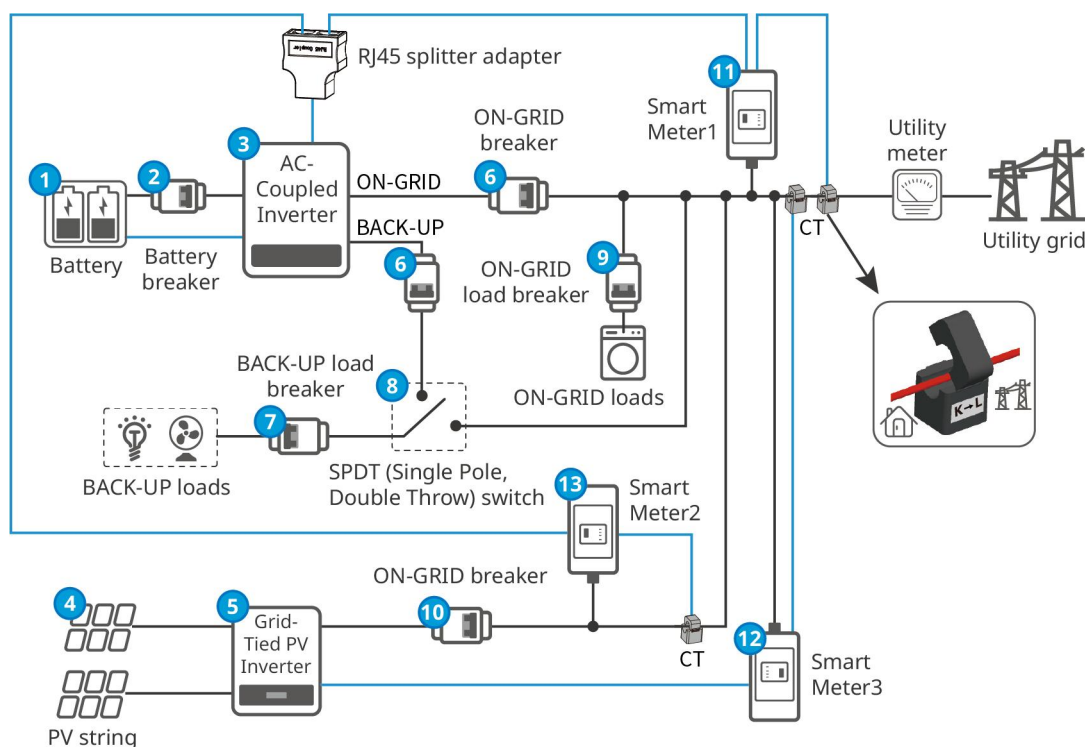 RJ45 splitter adapter
RJ45 Coupler
11
Smart
Meter1
ON-GRID
breaker
Utility
meter
3
AC-
Coupled
Inverter
1
2
ON-GRID
6
BACK-UP
CT
Utility grid
Battery
Battery
breaker
6
ON-GRID
load breaker
9
BACK-UP load
breaker
8
ON-GRID loads
K→L
7
BACK-UP loads
SPDT (Single Pole,
Double Throw) switch
13
Smart
Meter2
ON-GRID breaker
4
5
Grid-
Tied PV
Inverter
10
CT
12
Smart
Meter3
PV string